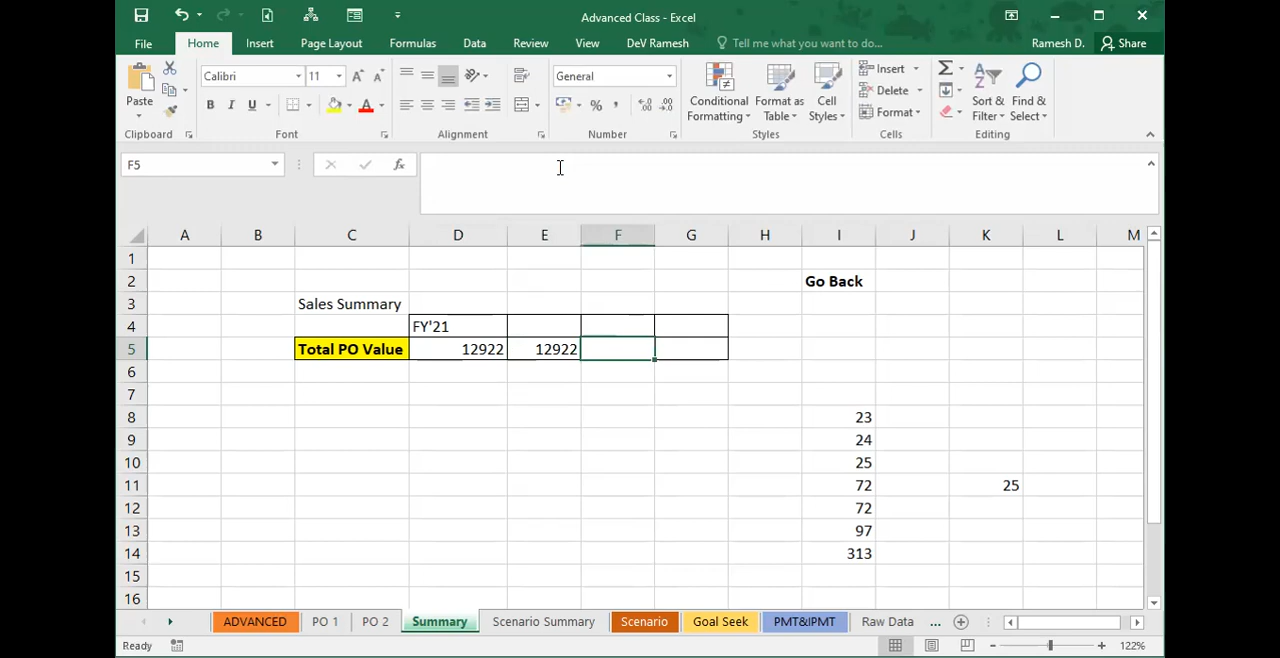 Advanced Class - Excel
File Home Insert Page Layout Formulas Data Review View DeV Ramesh Tell me what you want to do... Ramesh D. Share
Calibri 11 General Insert
Paste B I U A % Conditional Formatting Format as Table Cell Styles Delete Sort & Filter Find & Select
Format
Clipboard Font Alignment Number Styles Cells Editing
F5 fx
A B C D E F G H I J K L M
1
2 Go Back
3 Sales Summary
4 FY'21
5 Total PO Value 12922 12922
6
7
8 23
9 24
10 25
11 72 25
12 72
13 97
14 313
15
16
ADVANCED PO 1 PO 2 Summary Scenario Summary Scenario Goal Seek PMT&IPMT Raw Data ...
Ready 122%